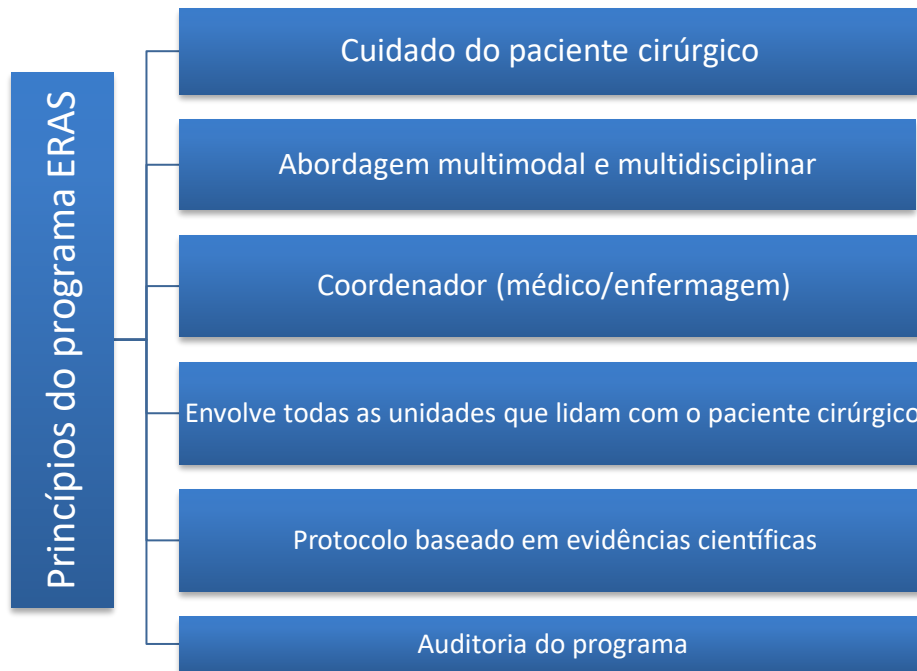 Princípios do programa ERAS
Cuidado do paciente cirúrgico
Abordagem multimodal e multidisciplinar
Coordenador (médico/enfermagem)
Envolve todas as unidades que lidam com o paciente cirúrgico
Protocolo baseado em evidências científicas
Auditoria do programa